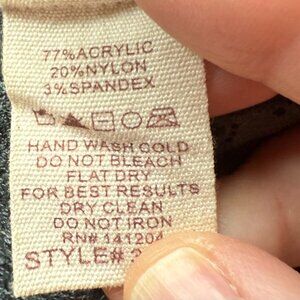 77%ACRYLIC
20%NYLON
3%SPANDEX
HAND WASH COLD
DO NOT BLEACH
FLAT DRY
FOR BEST RESULTS
DRY CLEAN
DO NOT IRON
RN# 141204
STYLE#